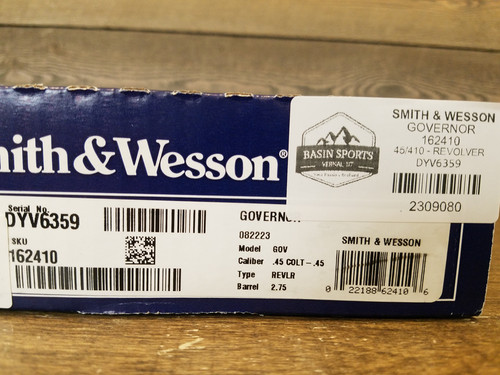 mith & Wesson®
BASIN SPORTS
VERNAL UT
SMITH & WESSON
GOVERNOR
162410
45/410 - REVOLVER
DYV6359
2309080
Serial No.
DYV6359
SKU
162410
GOVERNOR
082223
Model GOV
Caliber .45 COLT-.45
Type REVLR
Barrel 2.75
SMITH & WESSON
0 22188 62410 6